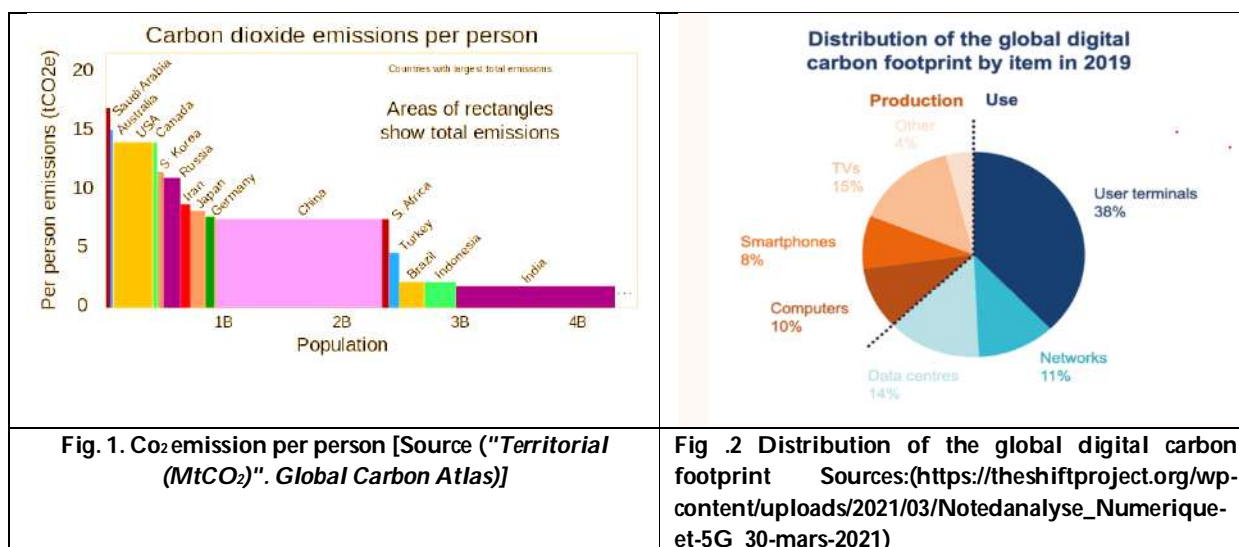 Carbon dioxide emissions per person
Countries with largest total emissions
Areas of rectangles
show total emissions
Per person emissions (tCO2e)
20
15
10
5
0
Saudi Arabia
Australia
USA
Canada
S. Korea
Russia
Iran
Japan
Germany
China
S. Africa
Turkey
Brazil
Indonesia
India
...
1B
2B
3B
4B
Population
Fig. 1. Co2 emission per person [Source ("Territorial
(MtCO2)". Global Carbon Atlas)]
Distribution of the global digital
carbon footprint by item in 2019
Production
Use
Other
4%
TVs
15%
Smartphones
8%
Computers
10%
Data centres
14%
Networks
11%
User terminals
38%
Fig .2 Distribution of the global digital carbon
footprint Sources:(https://theshiftproject.org/wp-
content/uploads/2021/03/Notedanalyse_Numerique-
et-5G_30-mars-2021)